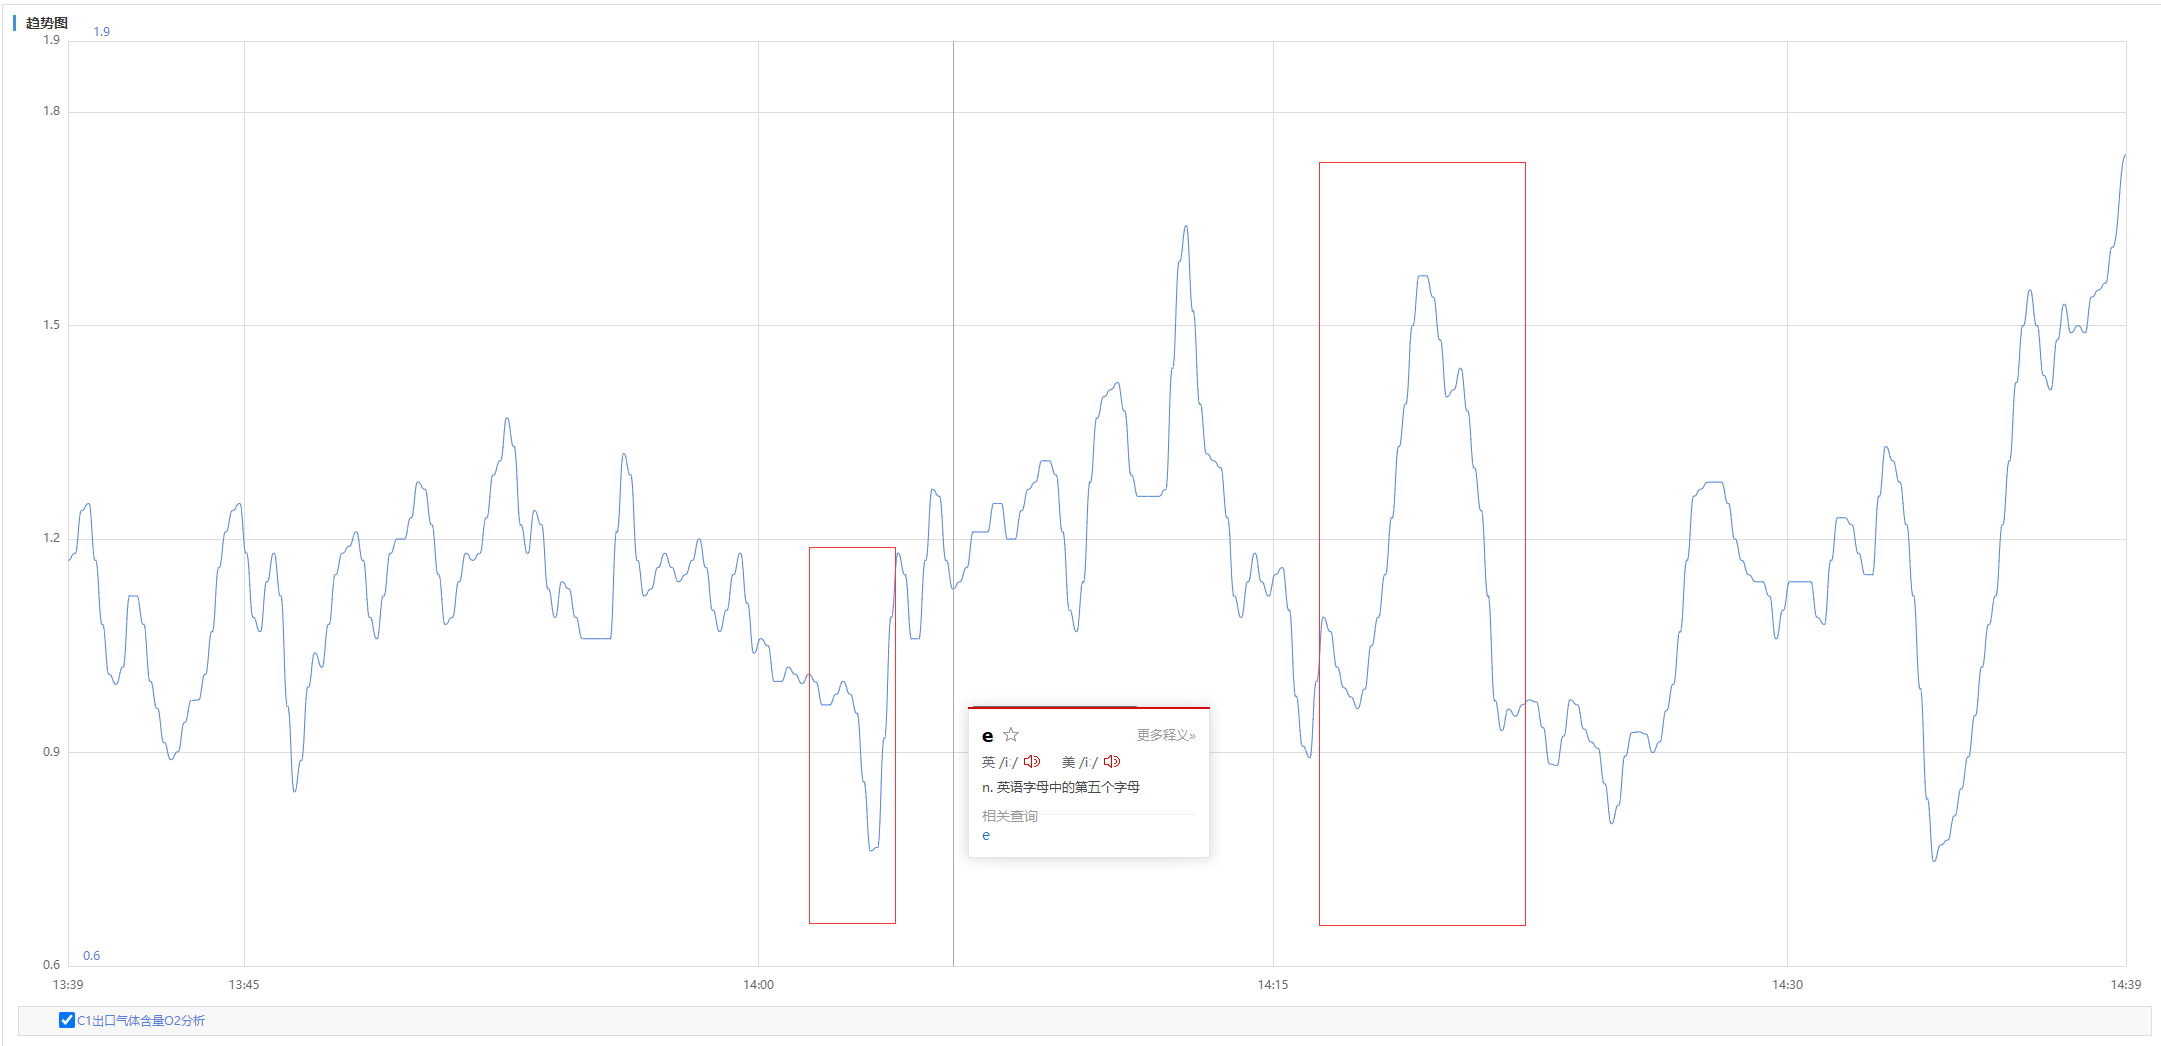 趋势图
1.9
1.9
1.8
1.5
1.2
0.9
0.6
0.6
13:39 13:45 14:00 14:15 14:30 14:39
e ☆ 更多释义»
英 /iː/ 美 /iː/
n. 英语字母中的第五个字母
相关查询
e
C1出口气体含量O2分析